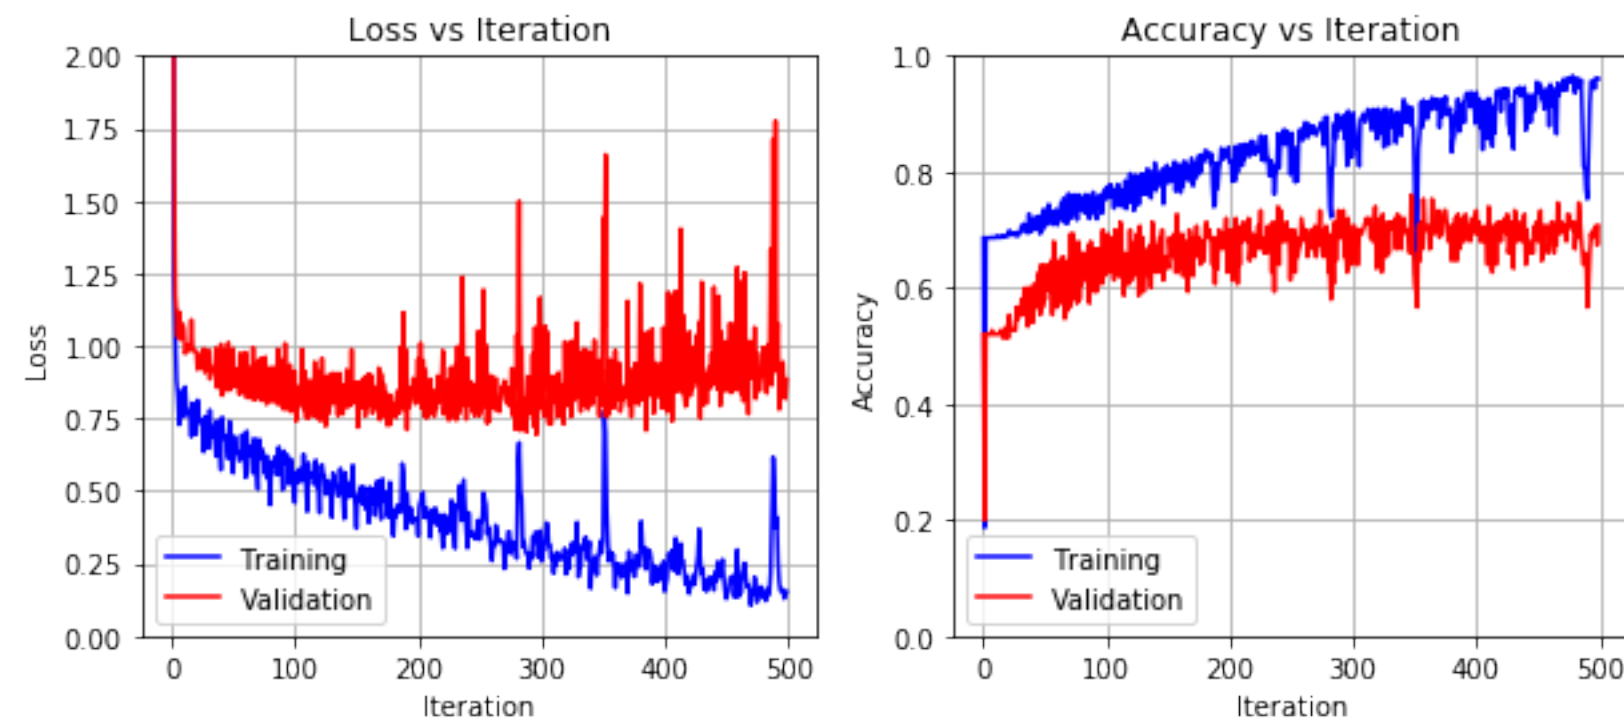 Loss vs Iteration
2.00
1.75
1.50
1.25
1.00
0.75
0.50
0.25
0.00
Loss
Training
Validation
0 100 200 300 400 500
Iteration
Accuracy vs Iteration
1.0
0.8
0.6
0.4
0.2
0.0
Accuracy
Training
Validation
0 100 200 300 400 500
Iteration